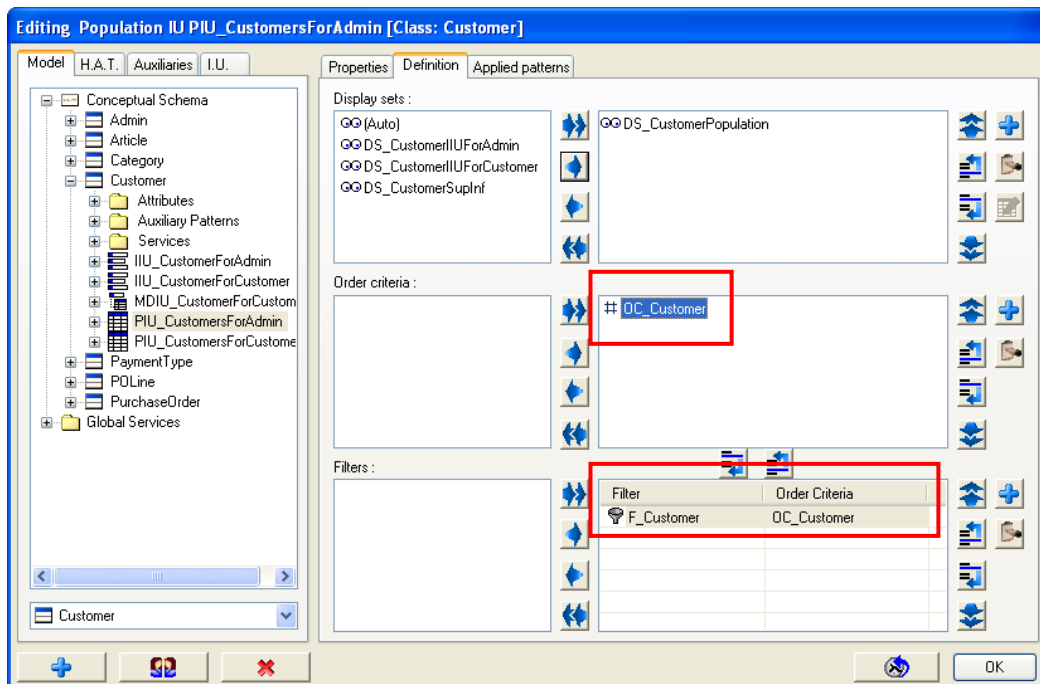 Editing Population IU PIU_CustomersForAdmin [Class: Customer]
Model H.A.T. Auxiliaries I.U.
Properties Definition Applied patterns
Conceptual Schema
Admin
Article
Category
Customer
Attributes
Auxiliary Patterns
Services
IIU_CustomerForAdmin
IIU_CustomerForCustomer
MDIU_CustomerForCustom
PIU_CustomersForAdmin
PIU_CustomersForCustome
PaymentType
POLine
PurchaseOrder
Global Services
Customer
Display sets :
(Auto)
DS_CustomerIIUForAdmin
DS_CustomerIIUForCustomer
DS_CustomerSupInf
DS_CustomerPopulation
Order criteria :
OC_Customer
Filters :
Filter Order Criteria
F_Customer OC_Customer
OK